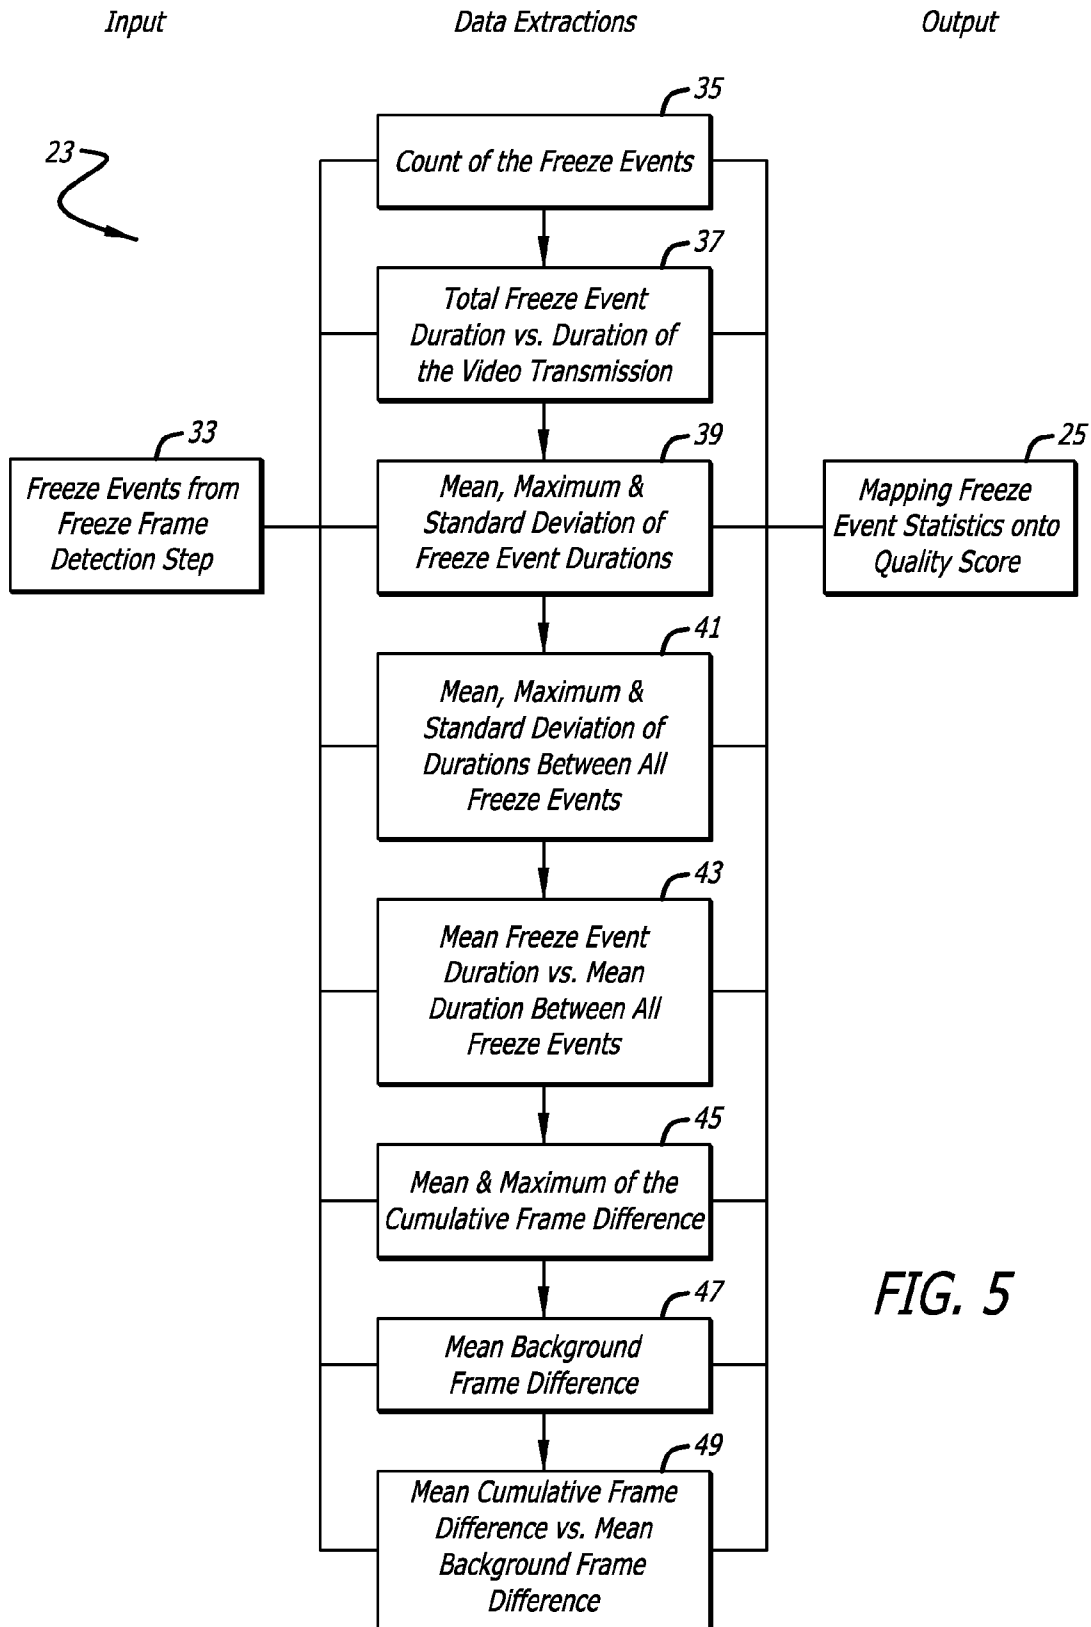 Input Data Extractions Output
35
23
Count of the Freeze Events
37
Total Freeze Event
Duration vs. Duration of
the Video Transmission
33
39
25
Freeze Events from
Freeze Frame
Detection Step
Mean, Maximum &
Standard Deviation of
Freeze Event Durations
Mapping Freeze
Event Statistics onto
Quality Score
41
Mean, Maximum &
Standard Deviation of
Durations Between All
Freeze Events
43
Mean Freeze Event
Duration vs. Mean
Duration Between All
Freeze Events
45
Mean & Maximum of the
Cumulative Frame Difference
FIG. 5
47
Mean Background
Frame Difference
49
Mean Cumulative Frame
Difference vs. Mean
Background Frame
Difference